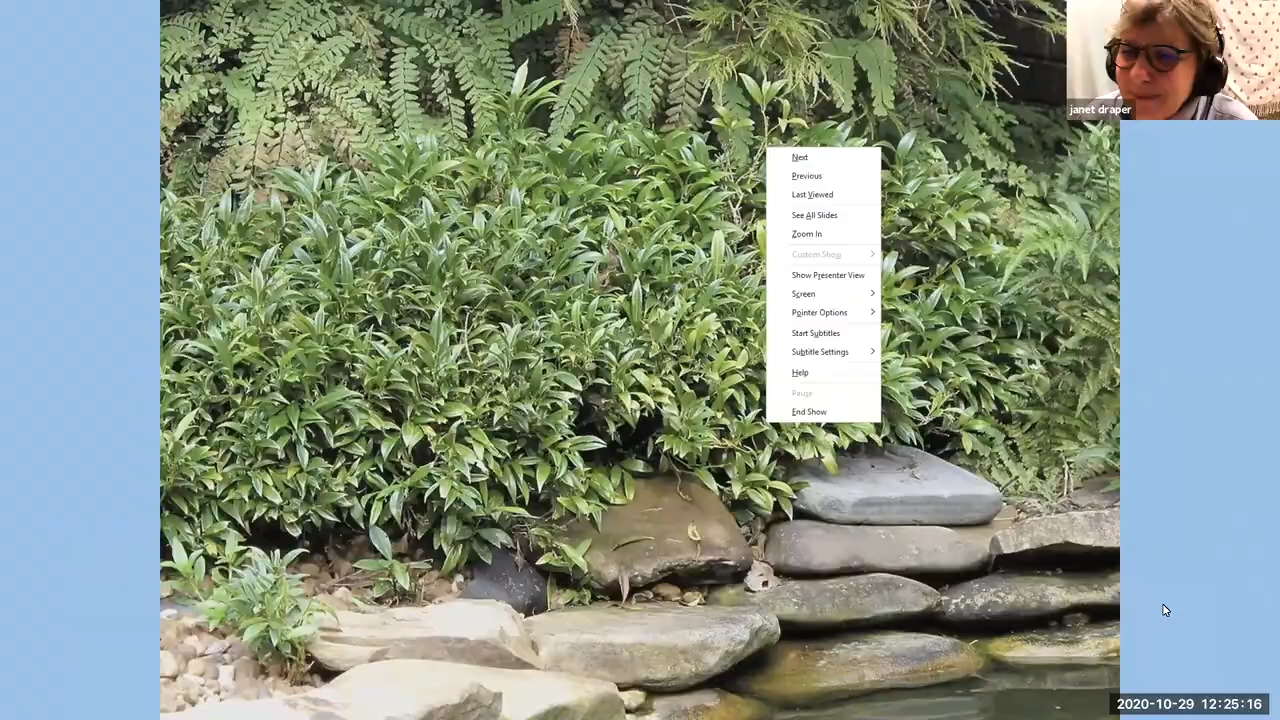 janet draper
Next
Previous
Last Viewed
See All Slides
Zoom In
Custom Show
Show Presenter View
Screen
Pointer Options
Start Subtitles
Subtitle Settings
Help
Pause
End Show
2020-10-29 12:25:16